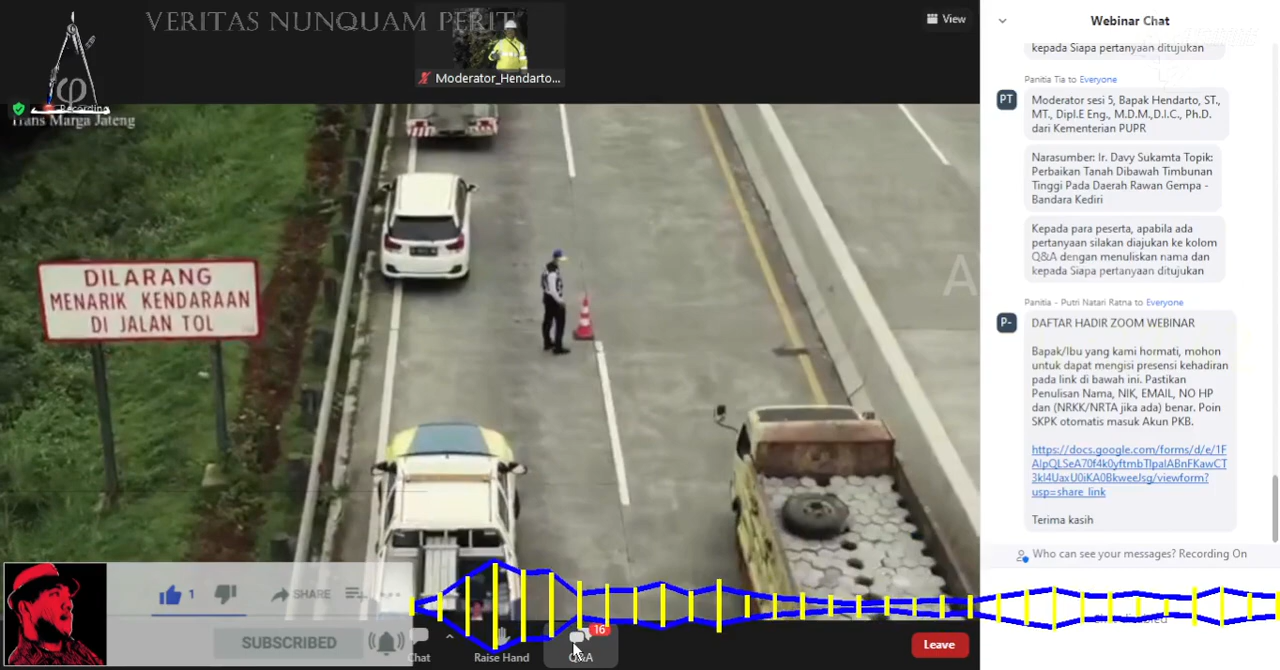 VERITAS NUNQUAM PERIT
View
Webinar Chat
Moderator_Hendarto...
Recording
Trans Marga Jateng
DILARANG
MENARIK KENDARAAN
DI JALAN TOL
kepada Siapa pertanyaan ditujukan
Panitia Tia to Everyone
PT
Moderator sesi 5, Bapak Hendarto, ST.,
MT., Dipl.E Eng., M.D.M.,D.I.C., Ph.D.
dari Kementerian PUPR
Narasumber: Ir. Davy Sukamta Topik:
Perbaikan Tanah Dibawah Timbunan
Tinggi Pada Daerah Rawan Gempa -
Bandara Kediri
Kepada para peserta, apabila ada
pertanyaan silakan diajukan ke kolom
Q&A dengan menuliskan nama dan
kepada Siapa pertanyaan ditujukan
Panitia - Putri Natari Ratna to Everyone
P-
DAFTAR HADIR ZOOM WEBINAR
Bapak/Ibu yang kami hormati, mohon
untuk dapat mengisi presensi kehadiran
pada link di bawah ini. Pastikan
Penulisan Nama, NIK, EMAIL, NO HP
dan (NRKK/NRTA jika ada) benar. Poin
SKPK otomatis masuk Akun PKB.
https://docs.google.com/forms/d/e/1F
AIpQLSeA70f4k0yftmbTlpalABnFKawCT
3kI4UaxU0iKA0BkweeJsg/viewform?
usp=share_link
Terima kasih
Who can see your messages? Recording On
1
SHARE
SUBSCRIBED
Chat
Raise Hand
16
Q&A
Leave